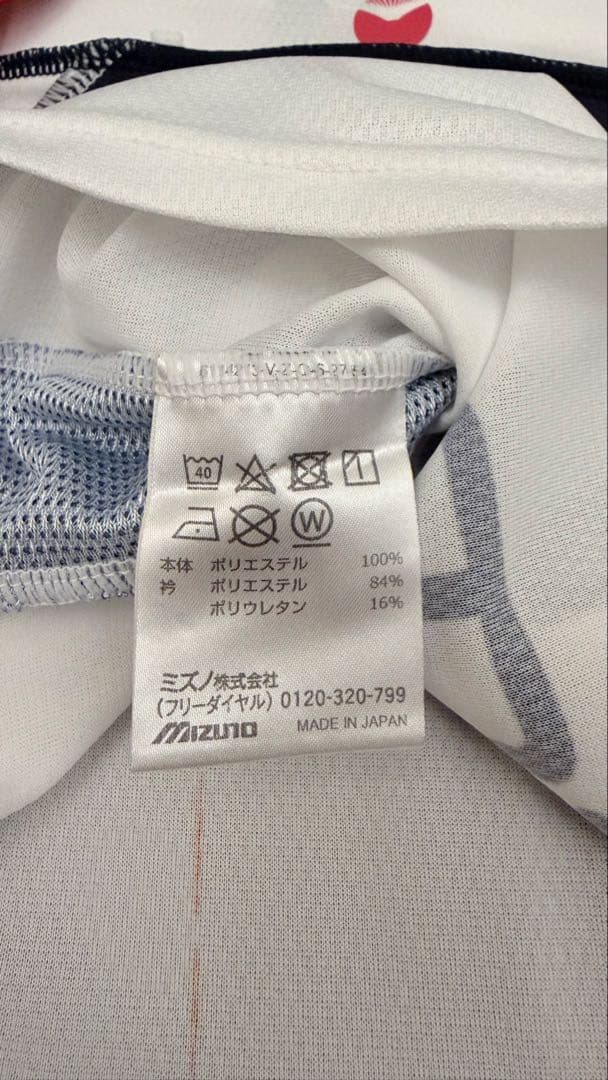 40
W
本体 ポリエステル 100%
衿 ポリエステル 84%
ポリウレタン 16%
ミズノ株式会社
(フリーダイヤル) 0120-320-799
MIZUNO MADE IN JAPAN